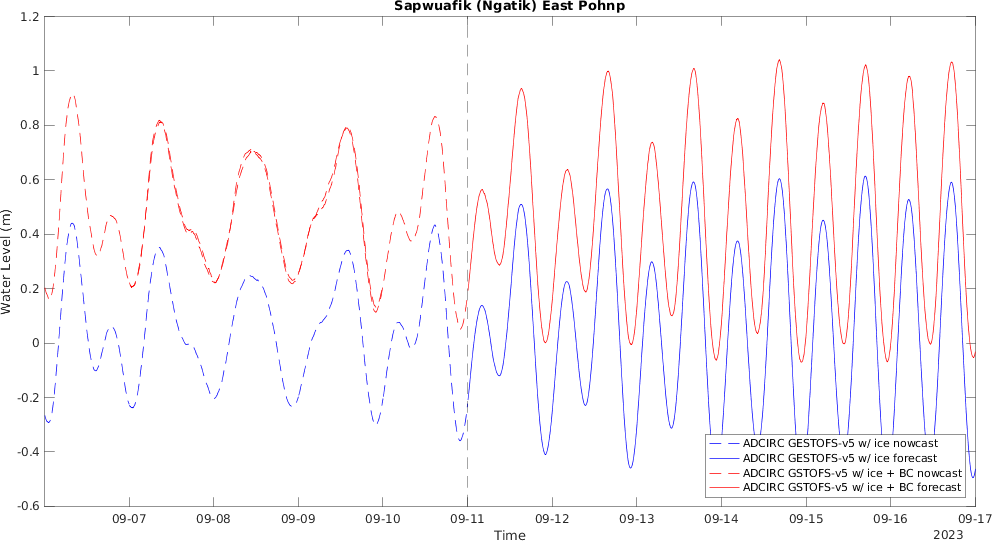 Sapwuafik (Ngatik) East Pohnp
1.2
1
0.8
0.6
0.4
0.2
0
-0.2
-0.4
-0.6
Water Level (m)
ADCIRC GESTOFS-v5 w/ ice nowcast
ADCIRC GESTOFS-v5 w/ ice forecast
ADCIRC GSTOFS-v5 w/ ice + BC nowcast
ADCIRC GSTOFS-v5 w/ ice + BC forecast
09-07 09-08 09-09 09-10 09-11 09-12 09-13 09-14 09-15 09-16 09-17
Time
2023